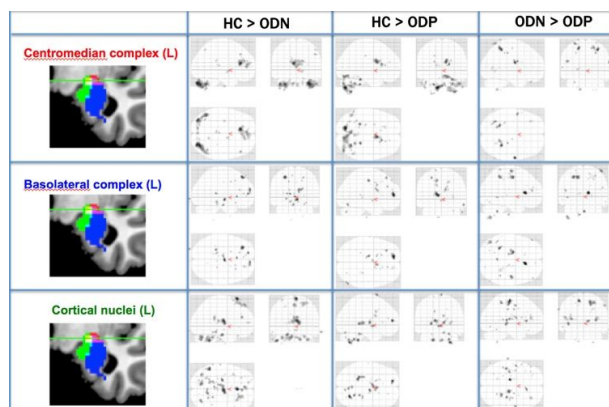 HC > ODN
HC > ODP
ODN > ODP
Centromedian complex (L)
Basolateral complex (L)
Cortical nuclei (L)